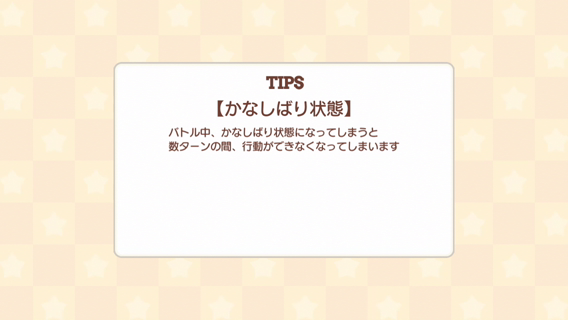 TIPS
【かなしばり状態】
バトル中、かなしばり状態になってしまうと
数ターンの間、行動ができなくなってしまいます